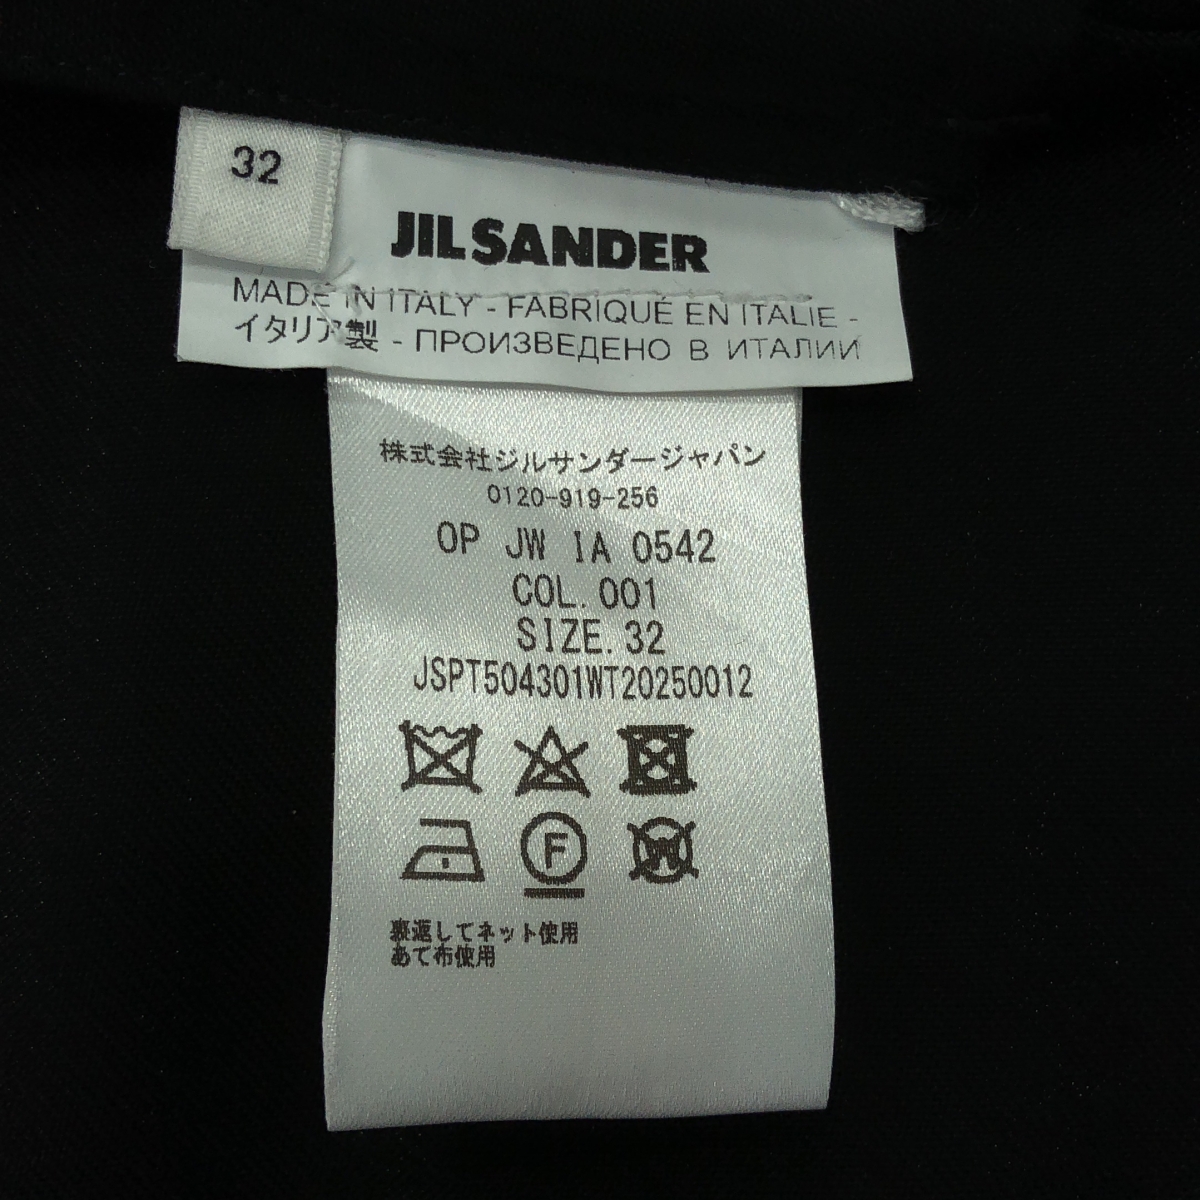 32
JIL SANDER
MADE IN ITALY - FABRIQUÉ EN ITALIE -
イタリア製 - ПРОИЗВЕДЕНО В ИТАЛИИ
株式会社ジルサンダージャパン
0120-919-256
OP JW IA 0542
COL.001
SIZE.32
JSPT504301WT20250012
F
W
裏返してネット使用
あて布使用